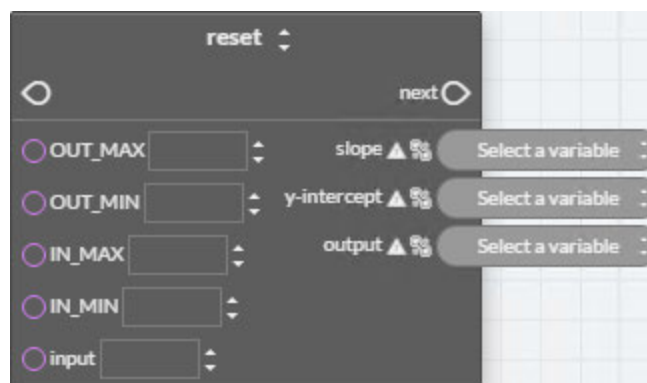 reset
next
OUT_MAX slope Select a variable
OUT_MIN y-intercept Select a variable
IN_MAX output Select a variable
IN_MIN
input